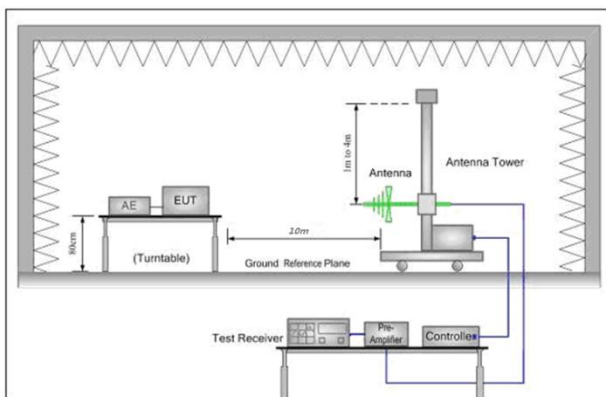 1m to 4m
Antenna
Antenna Tower
AE
EUT
80cm
(Turntable)
10m
Ground Reference Plane
Test Receiver
Pre-
Amplifier
Controller